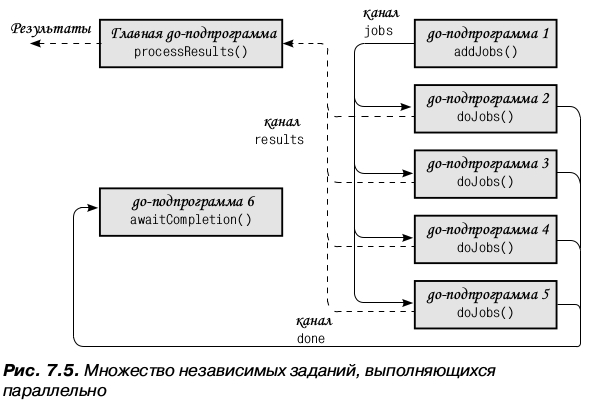 Результаты
Главная go-подпрограмма
processResults()
канал
jobs
go-подпрограмма 1
addJobs()
go-подпрограмма 2
doJobs()
канал
results
go-подпрограмма 3
doJobs()
go-подпрограмма 6
awaitCompletion()
go-подпрограмма 4
doJobs()
go-подпрограмма 5
doJobs()
канал
done
Рис. 7.5. Множество независимых заданий, выполняющихся
параллельно